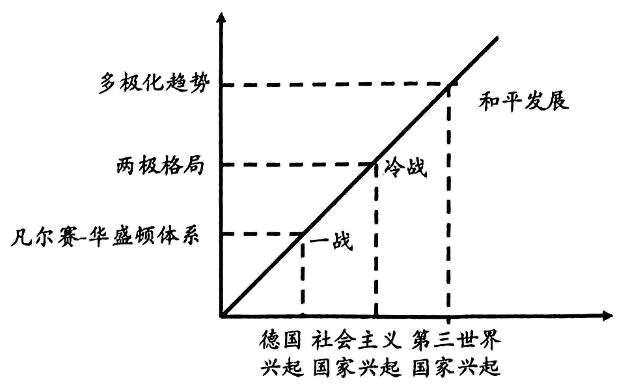 多极化趋势
和平发展
两极格局
冷战
凡尔赛-华盛顿体系
一战
德国 社会主义 第三世界
兴起 国家兴起 国家兴起